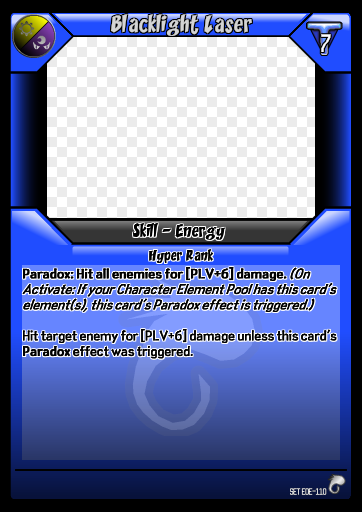 Blacklight Laser
7
Skill - Energy
Hyper Rank
Paradox: Hit all enemies for [PLV+6] damage. (On
Activate: If your Character Element Pool has this card's
element(s), this card's Paradox effect is triggered.)
Hit target enemy for [PLV+6] damage unless this card's
Paradox effect was triggered.
SET EDE-110